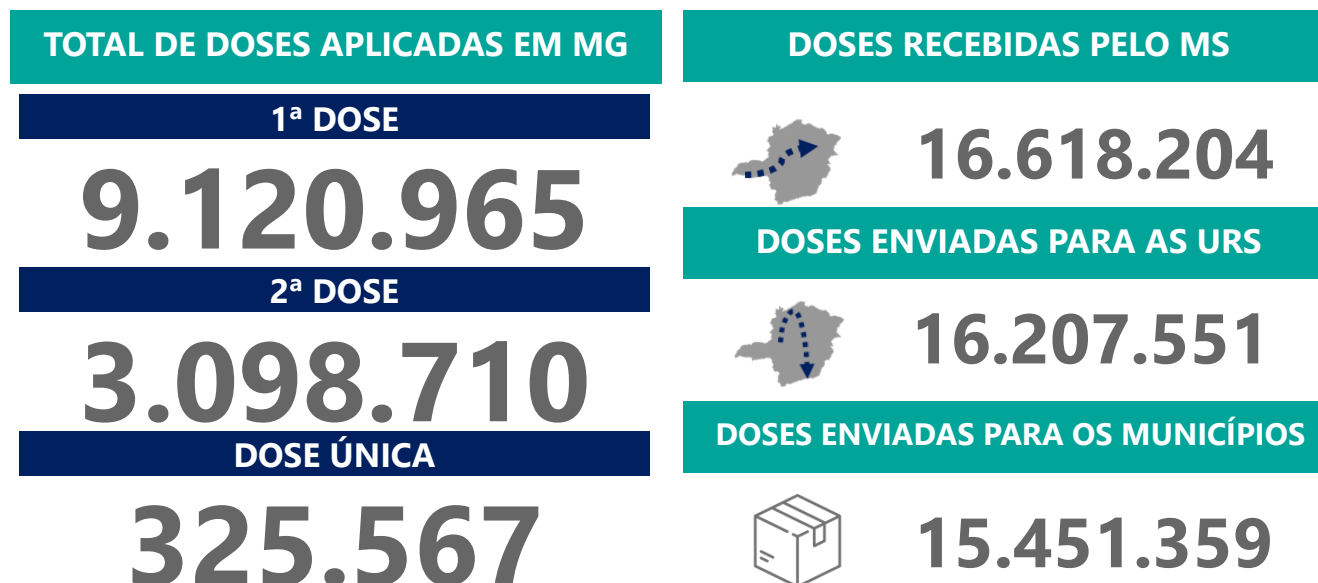 TOTAL DE DOSES APLICADAS EM MG
1ª DOSE
9.120.965
2ª DOSE
3.098.710
DOSE ÚNICA
325.567
DOSES RECEBIDAS PELO MS
16.618.204
DOSES ENVIADAS PARA AS URS
16.207.551
DOSES ENVIADAS PARA OS MUNICÍPIOS
15.451.359